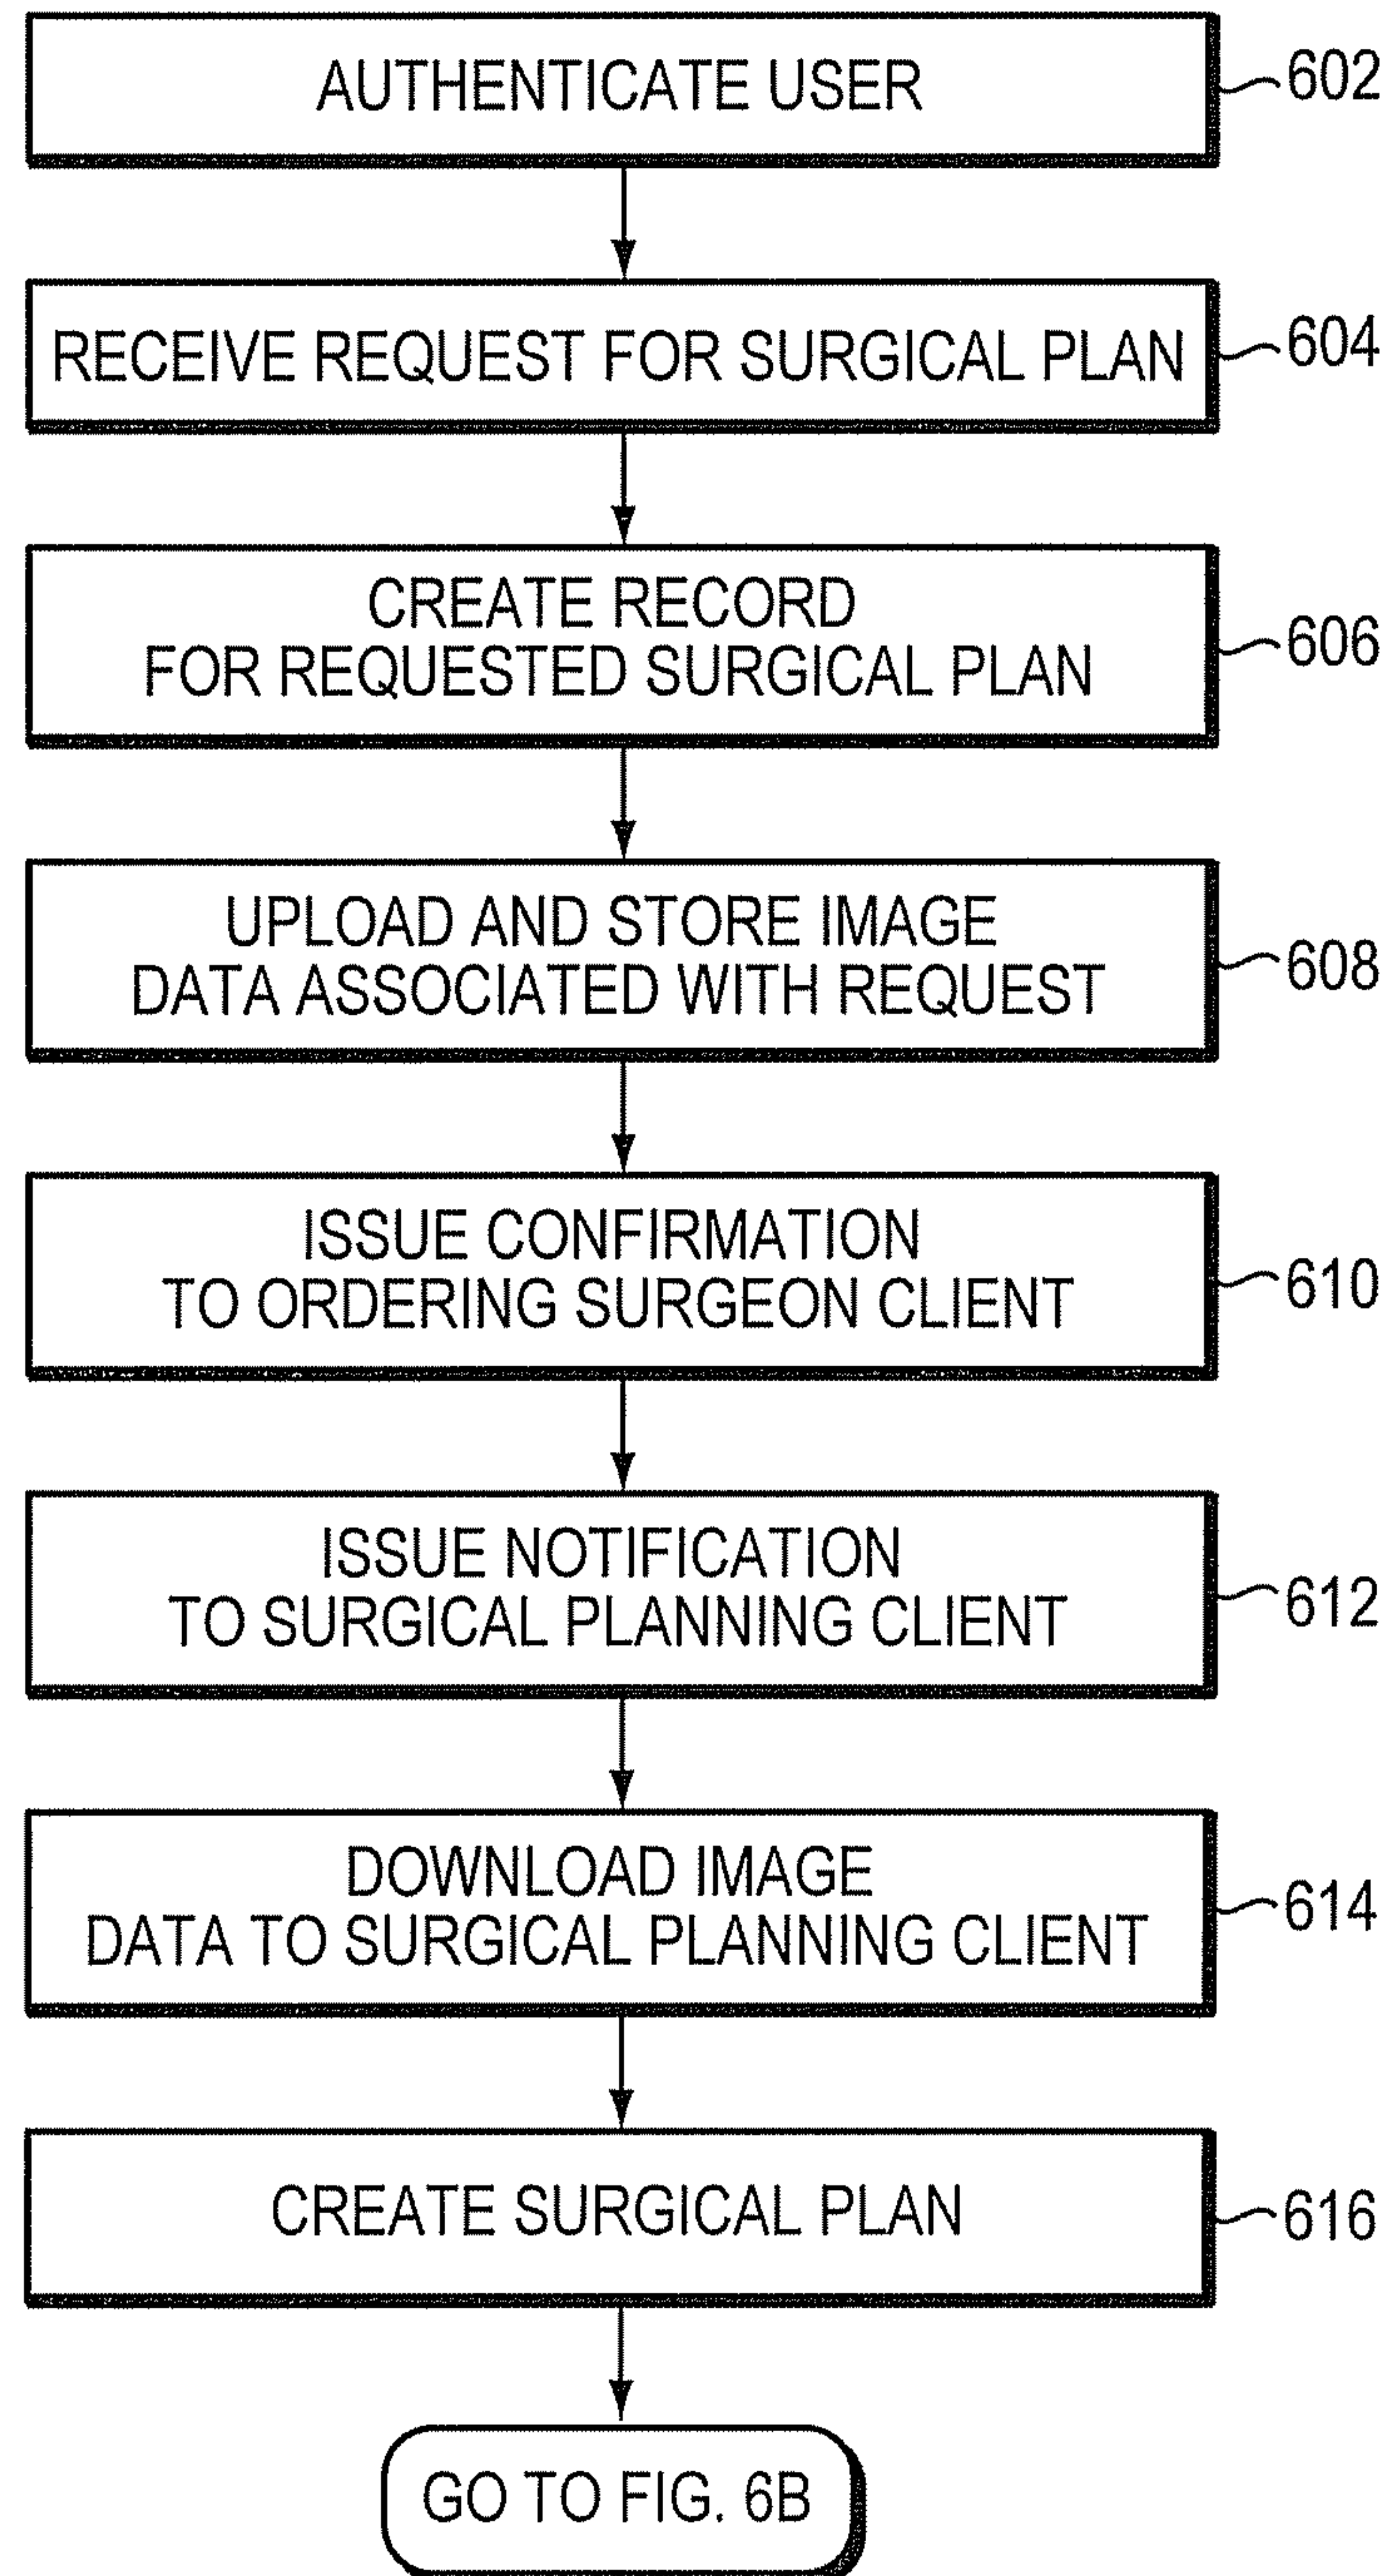 AUTHENTICATE USER
602
RECEIVE REQUEST FOR SURGICAL PLAN
604
CREATE RECORD
FOR REQUESTED SURGICAL PLAN
606
UPLOAD AND STORE IMAGE
DATA ASSOCIATED WITH REQUEST
608
ISSUE CONFIRMATION
TO ORDERING SURGEON CLIENT
610
ISSUE NOTIFICATION
TO SURGICAL PLANNING CLIENT
612
DOWNLOAD IMAGE
DATA TO SURGICAL PLANNING CLIENT
614
CREATE SURGICAL PLAN
616
GO TO FIG. 6B